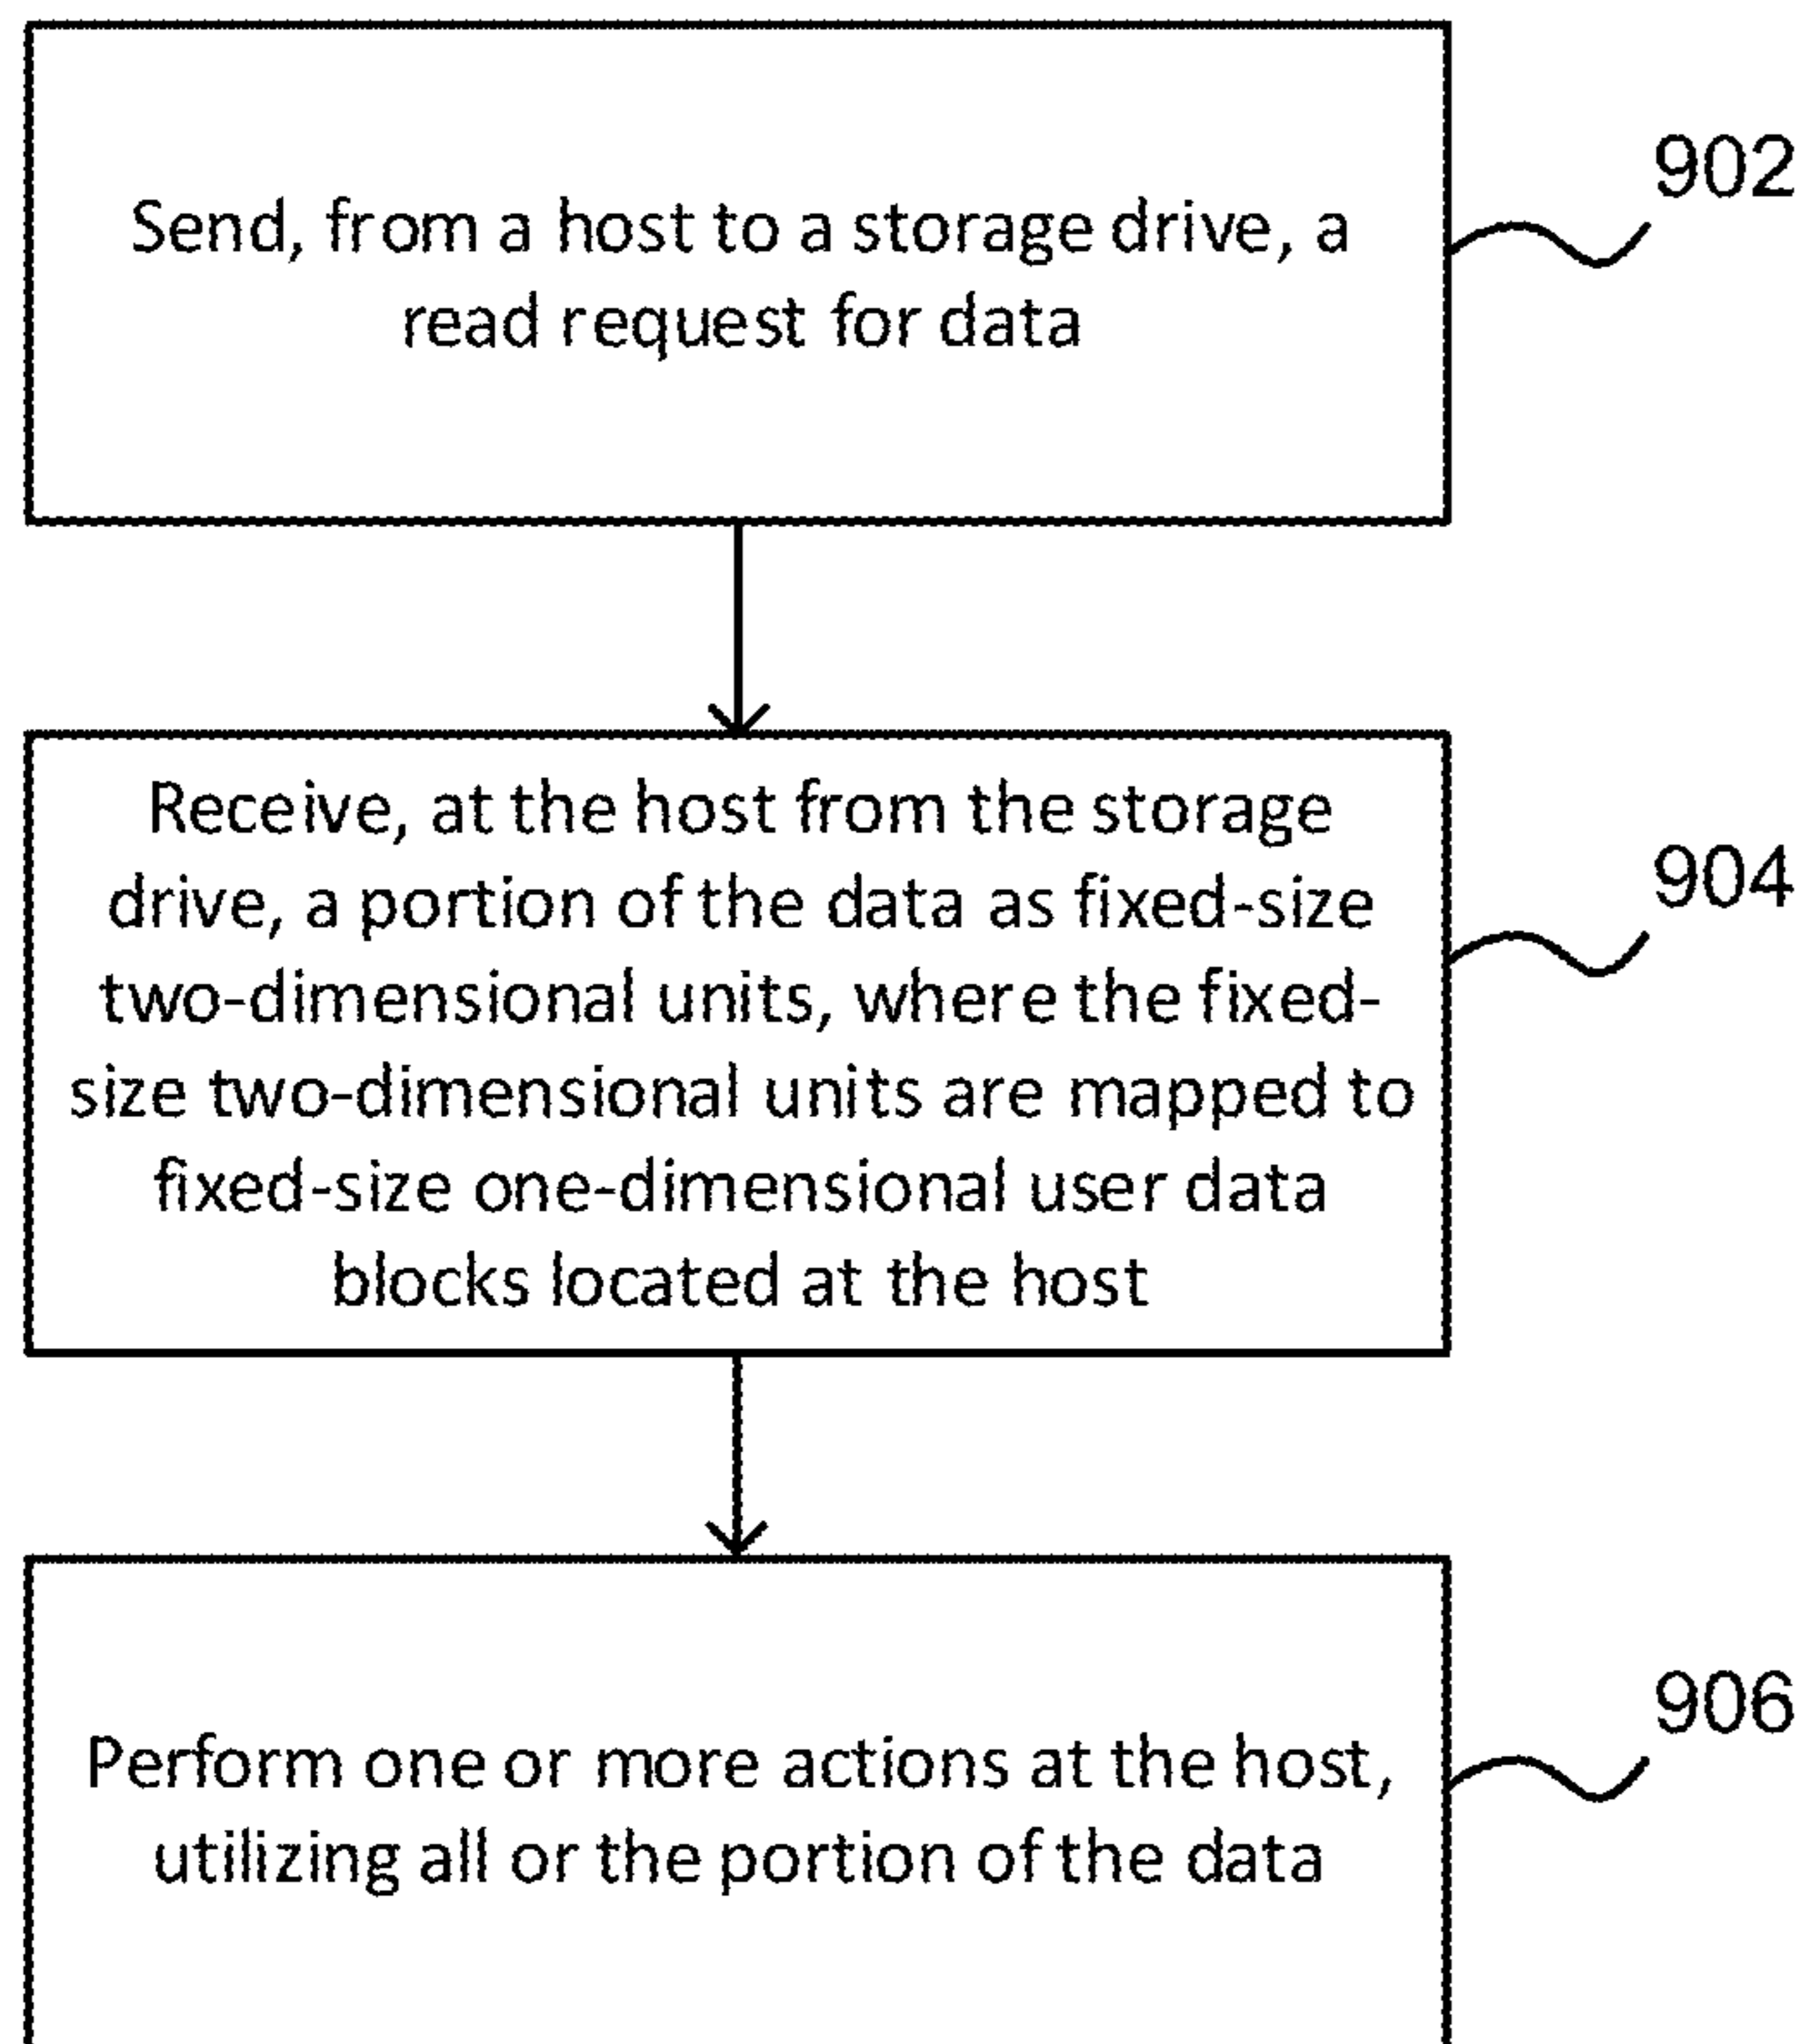 Send, from a host to a storage drive, a
read request for data
902
Receive, at the host from the storage
drive, a portion of the data as fixed-size
two-dimensional units, where the fixed-
size two-dimensional units are mapped to
fixed-size one-dimensional user data
blocks located at the host
904
Perform one or more actions at the host,
utilizing all or the portion of the data
906